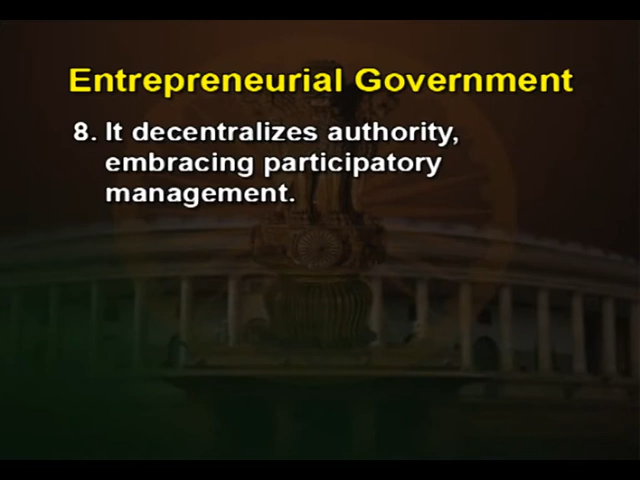 Entrepreneurial Government
8. It decentralizes authority,
embracing participatory
management.